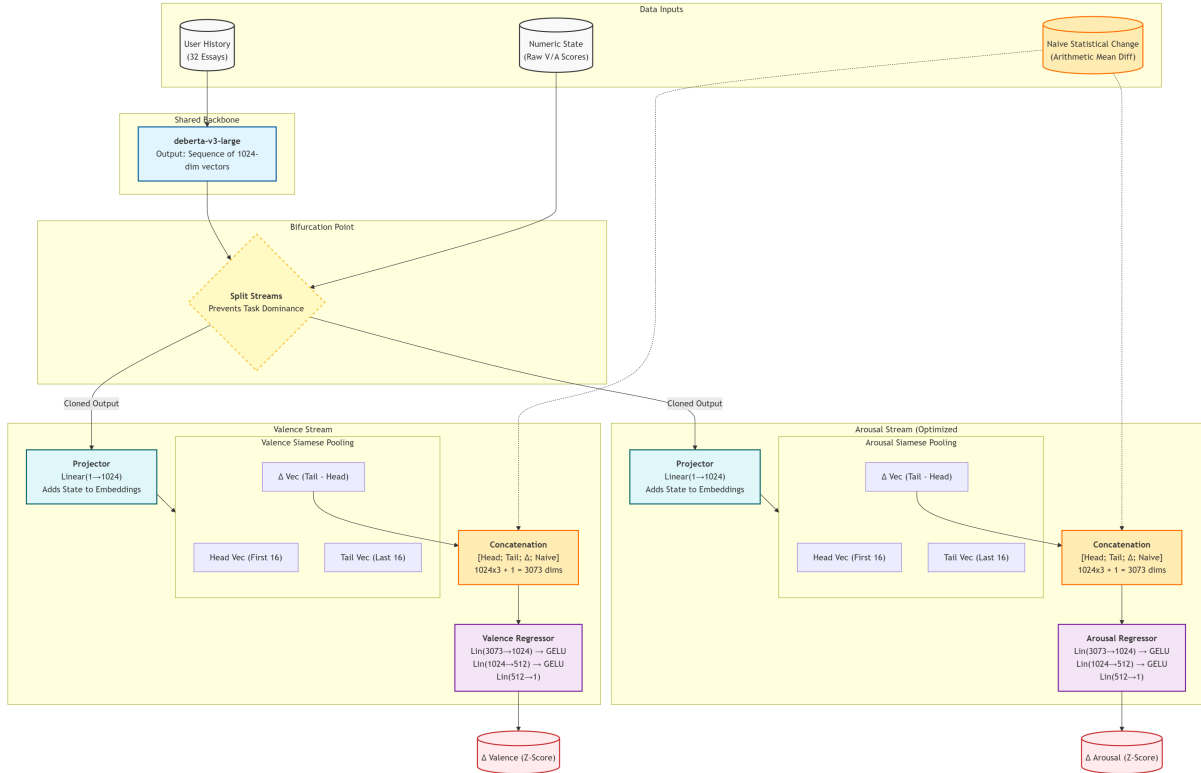 Data Inputs
User History
(32 Essays)
Numeric State
(Raw V/A Scores)
Naive Statistical Change
(Arithmetic Mean Diff)
Shared Backbone
deberta-v3-large
Output: Sequence of 1024-
dim vectors
Bifurcation Point
Split Streams
Prevents Task Dominance
Cloned Output
Cloned Output
Valence Stream
Valence Siamese Pooling
Projector
Linear(1→1024)
Adds State to Embeddings
Δ Vec (Tail - Head)
Head Vec (First 16)
Tail Vec (Last 16)
Concatenation
[Head; Tail; Δ; Naive]
1024x3 + 1 = 3073 dims
Valence Regressor
Lin(3073→1024) → GELU
Lin(1024→512) → GELU
Lin(512→1)
Δ Valence (Z-Score)
Arousal Stream (Optimized
Arousal Siamese Pooling
Projector
Linear(1→1024)
Adds State to Embeddings
Δ Vec (Tail - Head)
Head Vec (First 16)
Tail Vec (Last 16)
Concatenation
[Head; Tail; Δ; Naive]
1024x3 + 1 = 3073 dims
Arousal Regressor
Lin(3073→1024) → GELU
Lin(1024→512) → GELU
Lin(512→1)
Δ Arousal (Z-Score)